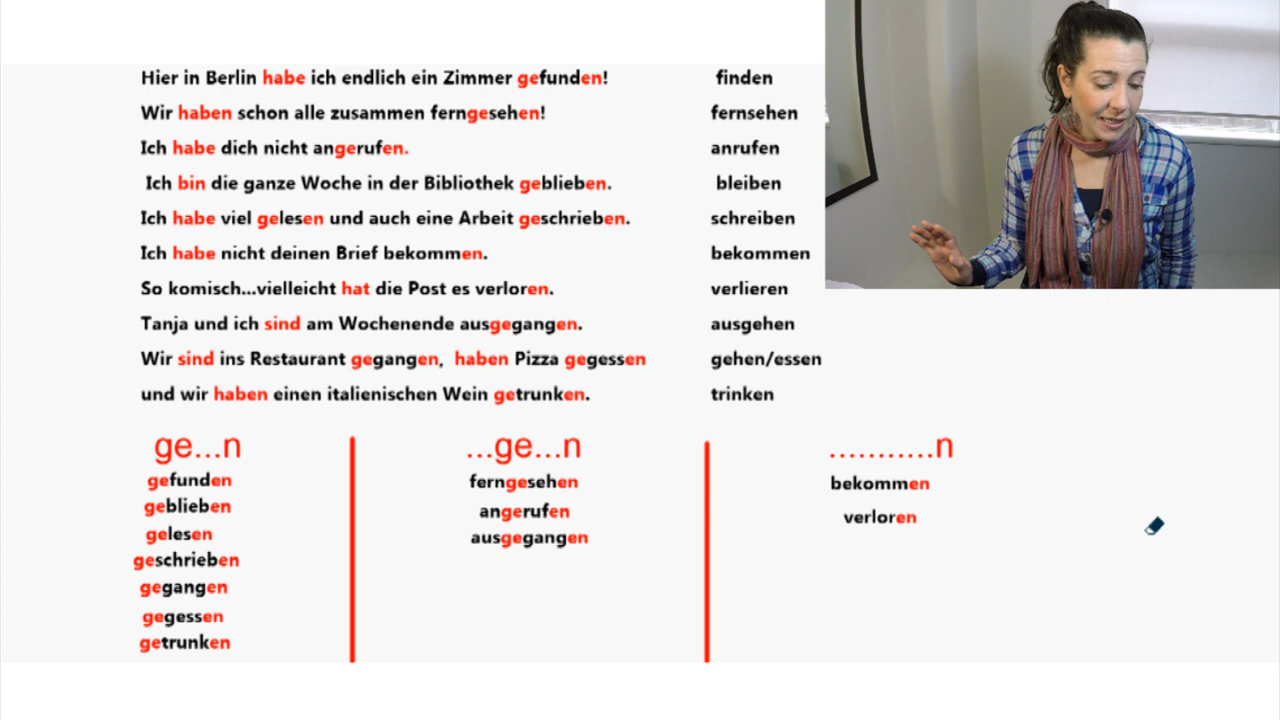 Hier in Berlin habe ich endlich ein Zimmer gefunden! finden
Wir haben schon alle zusammen ferngesehen! fernsehen
Ich habe dich nicht angerufen. anrufen
Ich bin die ganze Woche in der Bibliothek geblieben. bleiben
Ich habe viel gelesen und auch eine Arbeit geschrieben. schreiben
Ich habe nicht deinen Brief bekommen. bekommen
So komisch...vielleicht hat die Post es verloren. verlieren
Tanja und ich sind am Wochenende ausgegangen. ausgehen
Wir sind ins Restaurant gegangen, haben Pizza gegessen gehen/essen
und wir haben einen italienischen Wein getrunken. trinken
ge...n
gefunden
geblieben
gelesen
geschrieben
gegangen
gegessen
getrunken
...ge...n
ferngesehen
angerufen
ausgegangen
...........n
bekommen
verloren